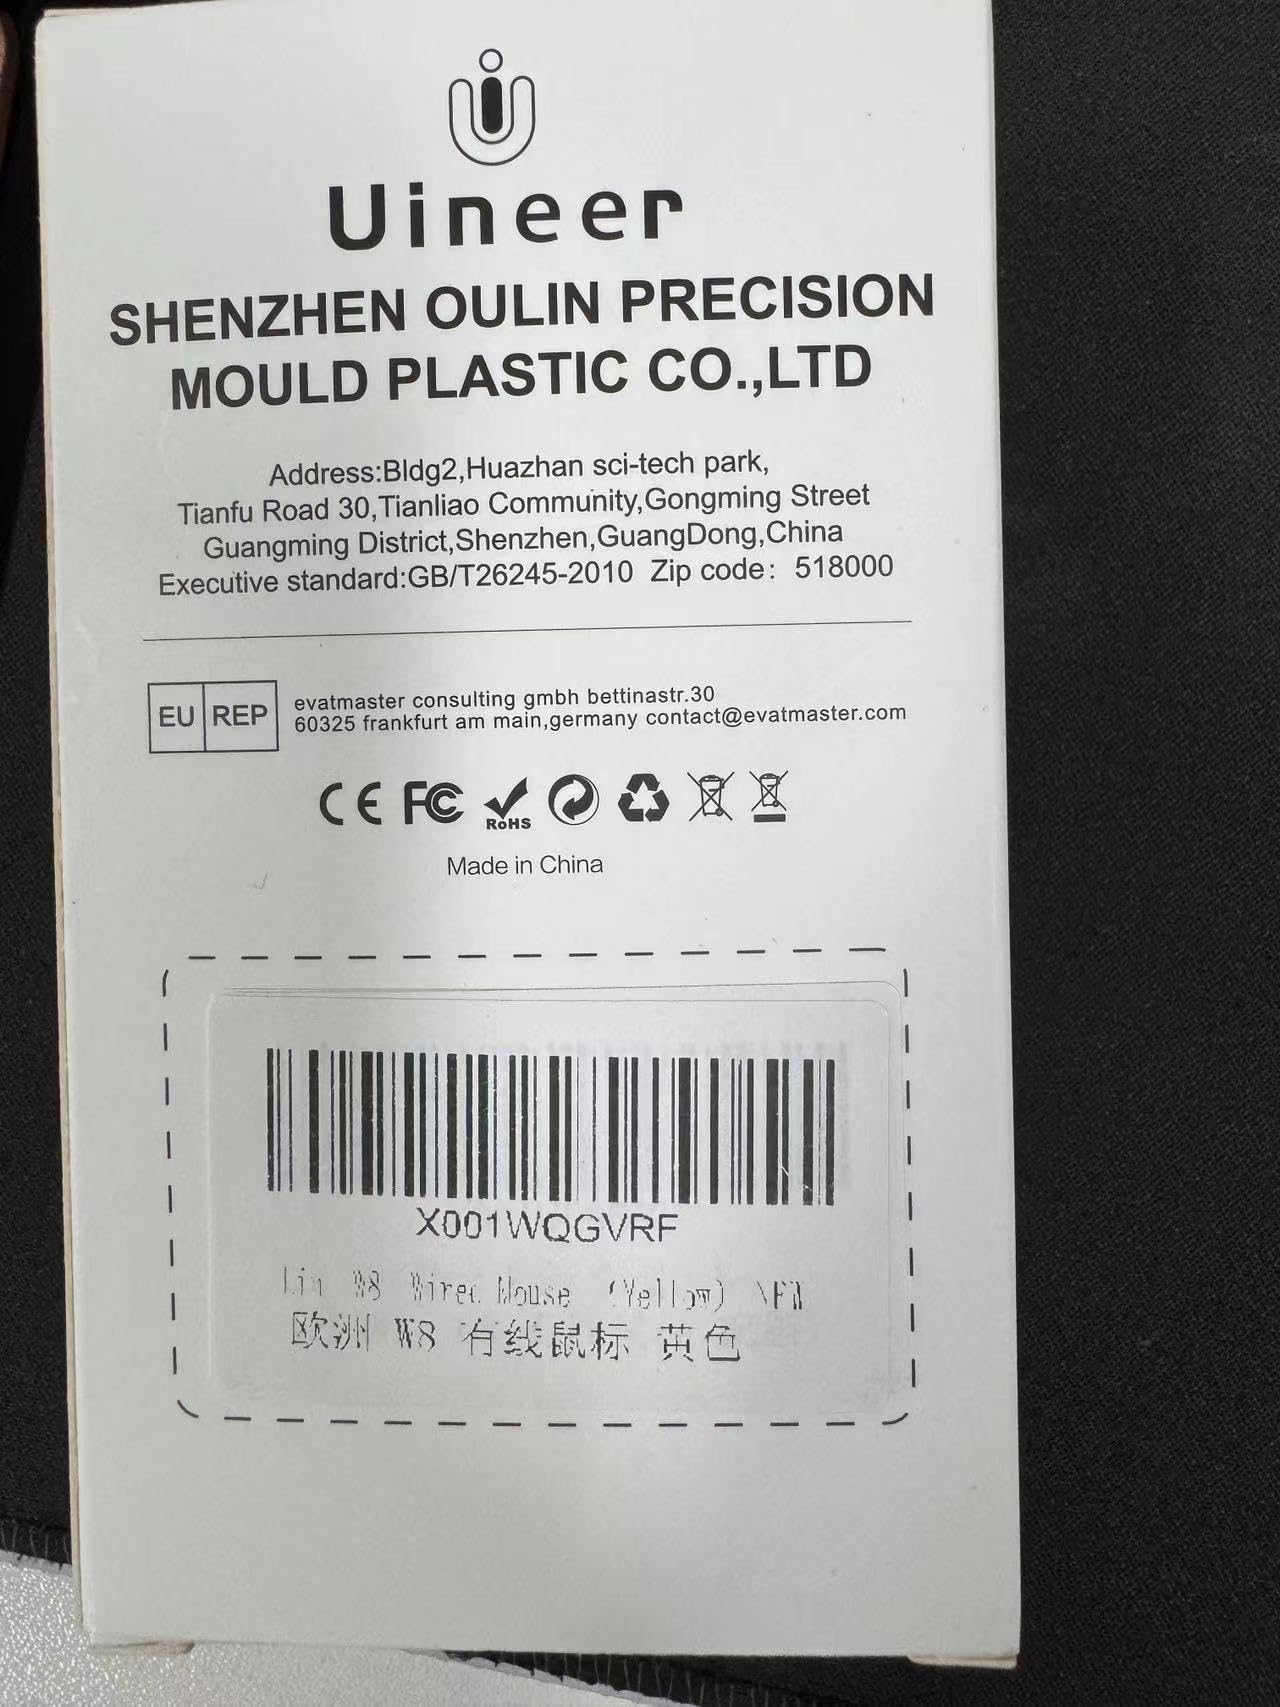 Uineer
SHENZHEN OULIN PRECISION
MOULD PLASTIC CO.,LTD
Address:Bldg2,Huazhan sci-tech park,
Tianfu Road 30,Tianliao Community,Gongming Street
Guangming District,Shenzhen,GuangDong,China
Executive standard:GB/T26245-2010 Zip code: 518000
EU REP
evatmaster consulting gmbh bettinastr.30
60325 frankfurt am main,germany contact@evatmaster.com
CE FC RoHS
Made in China
X001WQGVRF
W8 Wired Mouse (Yellow)
欧洲 W8 有线鼠标 黄色